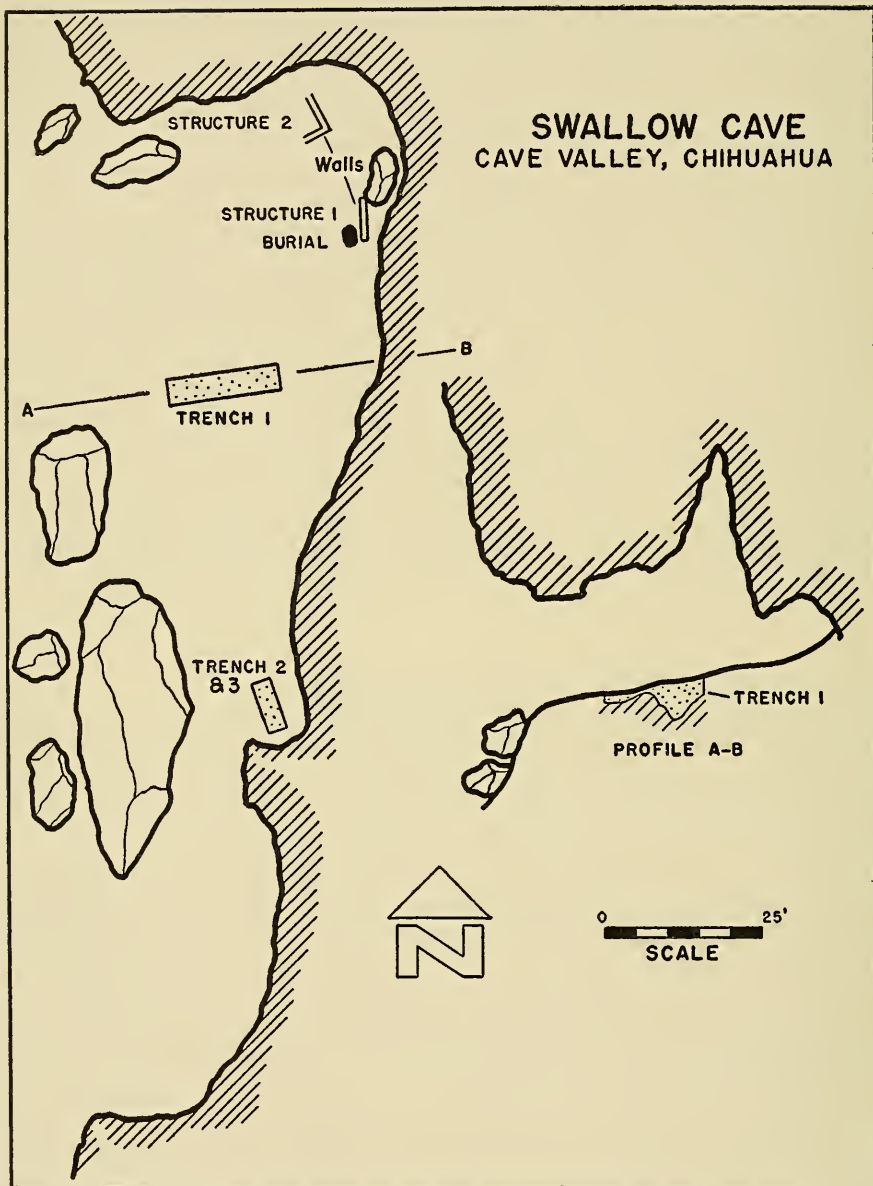 SWALLOW CAVE
CAVE VALLEY, CHIHUAHUA
STRUCTURE 2
Walls
STRUCTURE 1
BURIAL
A
B
TRENCH 1
TRENCH 2
&3
TRENCH 1
PROFILE A-B
N
0 25'
SCALE